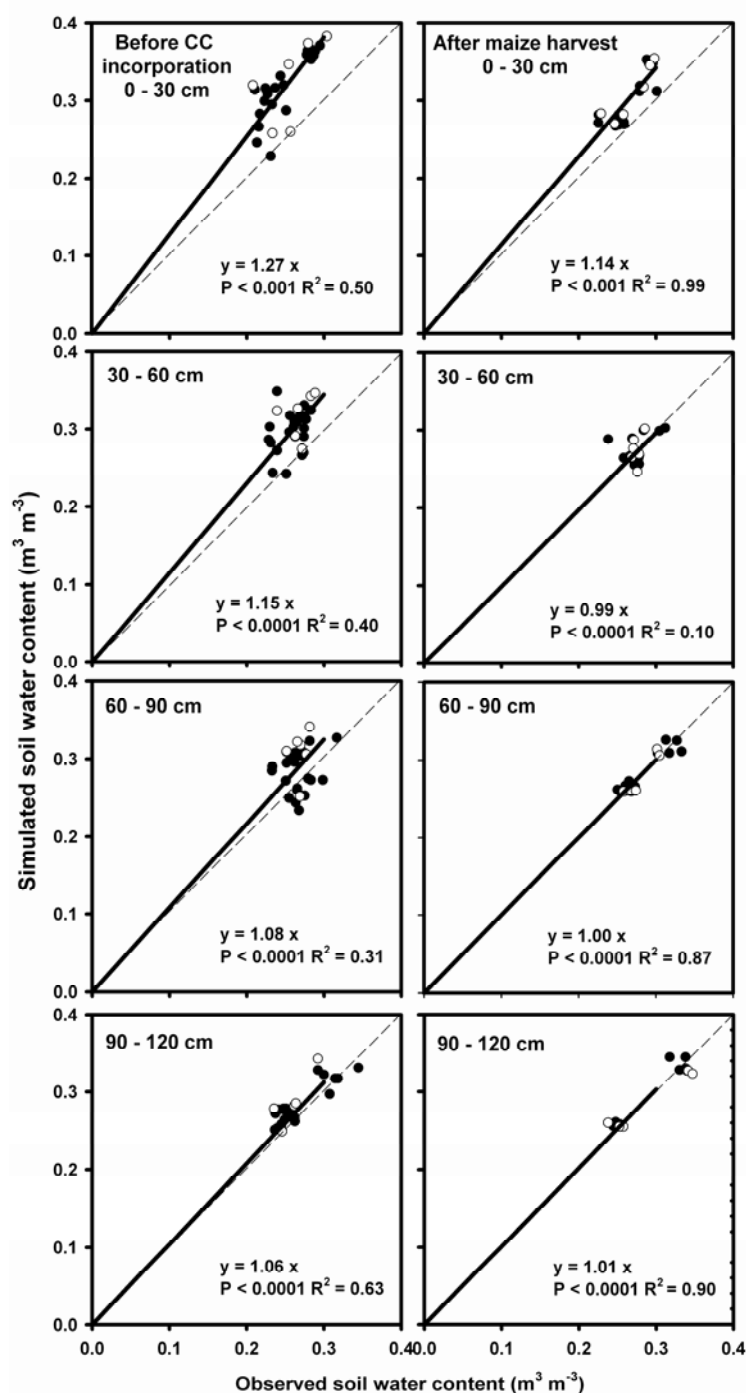 0.4
Before CC
incorporation
0 - 30 cm
0.3
0.2
0.1
y = 1.27 x
P < 0.001 R² = 0.50
0.0
After maize harvest
0 - 30 cm
y = 1.14 x
P < 0.001 R² = 0.99
0.4
30 - 60 cm
0.3
0.2
0.1
y = 1.15 x
P < 0.0001 R² = 0.40
0.0
30 - 60 cm
y = 0.99 x
P < 0.0001 R² = 0.10
Simulated soil water content (m³ m⁻³)
0.4
60 - 90 cm
0.3
0.2
0.1
y = 1.08 x
P < 0.0001 R² = 0.31
0.0
60 - 90 cm
y = 1.00 x
P < 0.0001 R² = 0.87
0.4
90 - 120 cm
0.3
0.2
0.1
y = 1.06 x
P < 0.0001 R² = 0.63
0.0
90 - 120 cm
y = 1.01 x
P < 0.0001 R² = 0.90
0.0 0.1 0.2 0.3 0.4 0.0 0.1 0.2 0.3 0.4
Observed soil water content (m³ m⁻³)